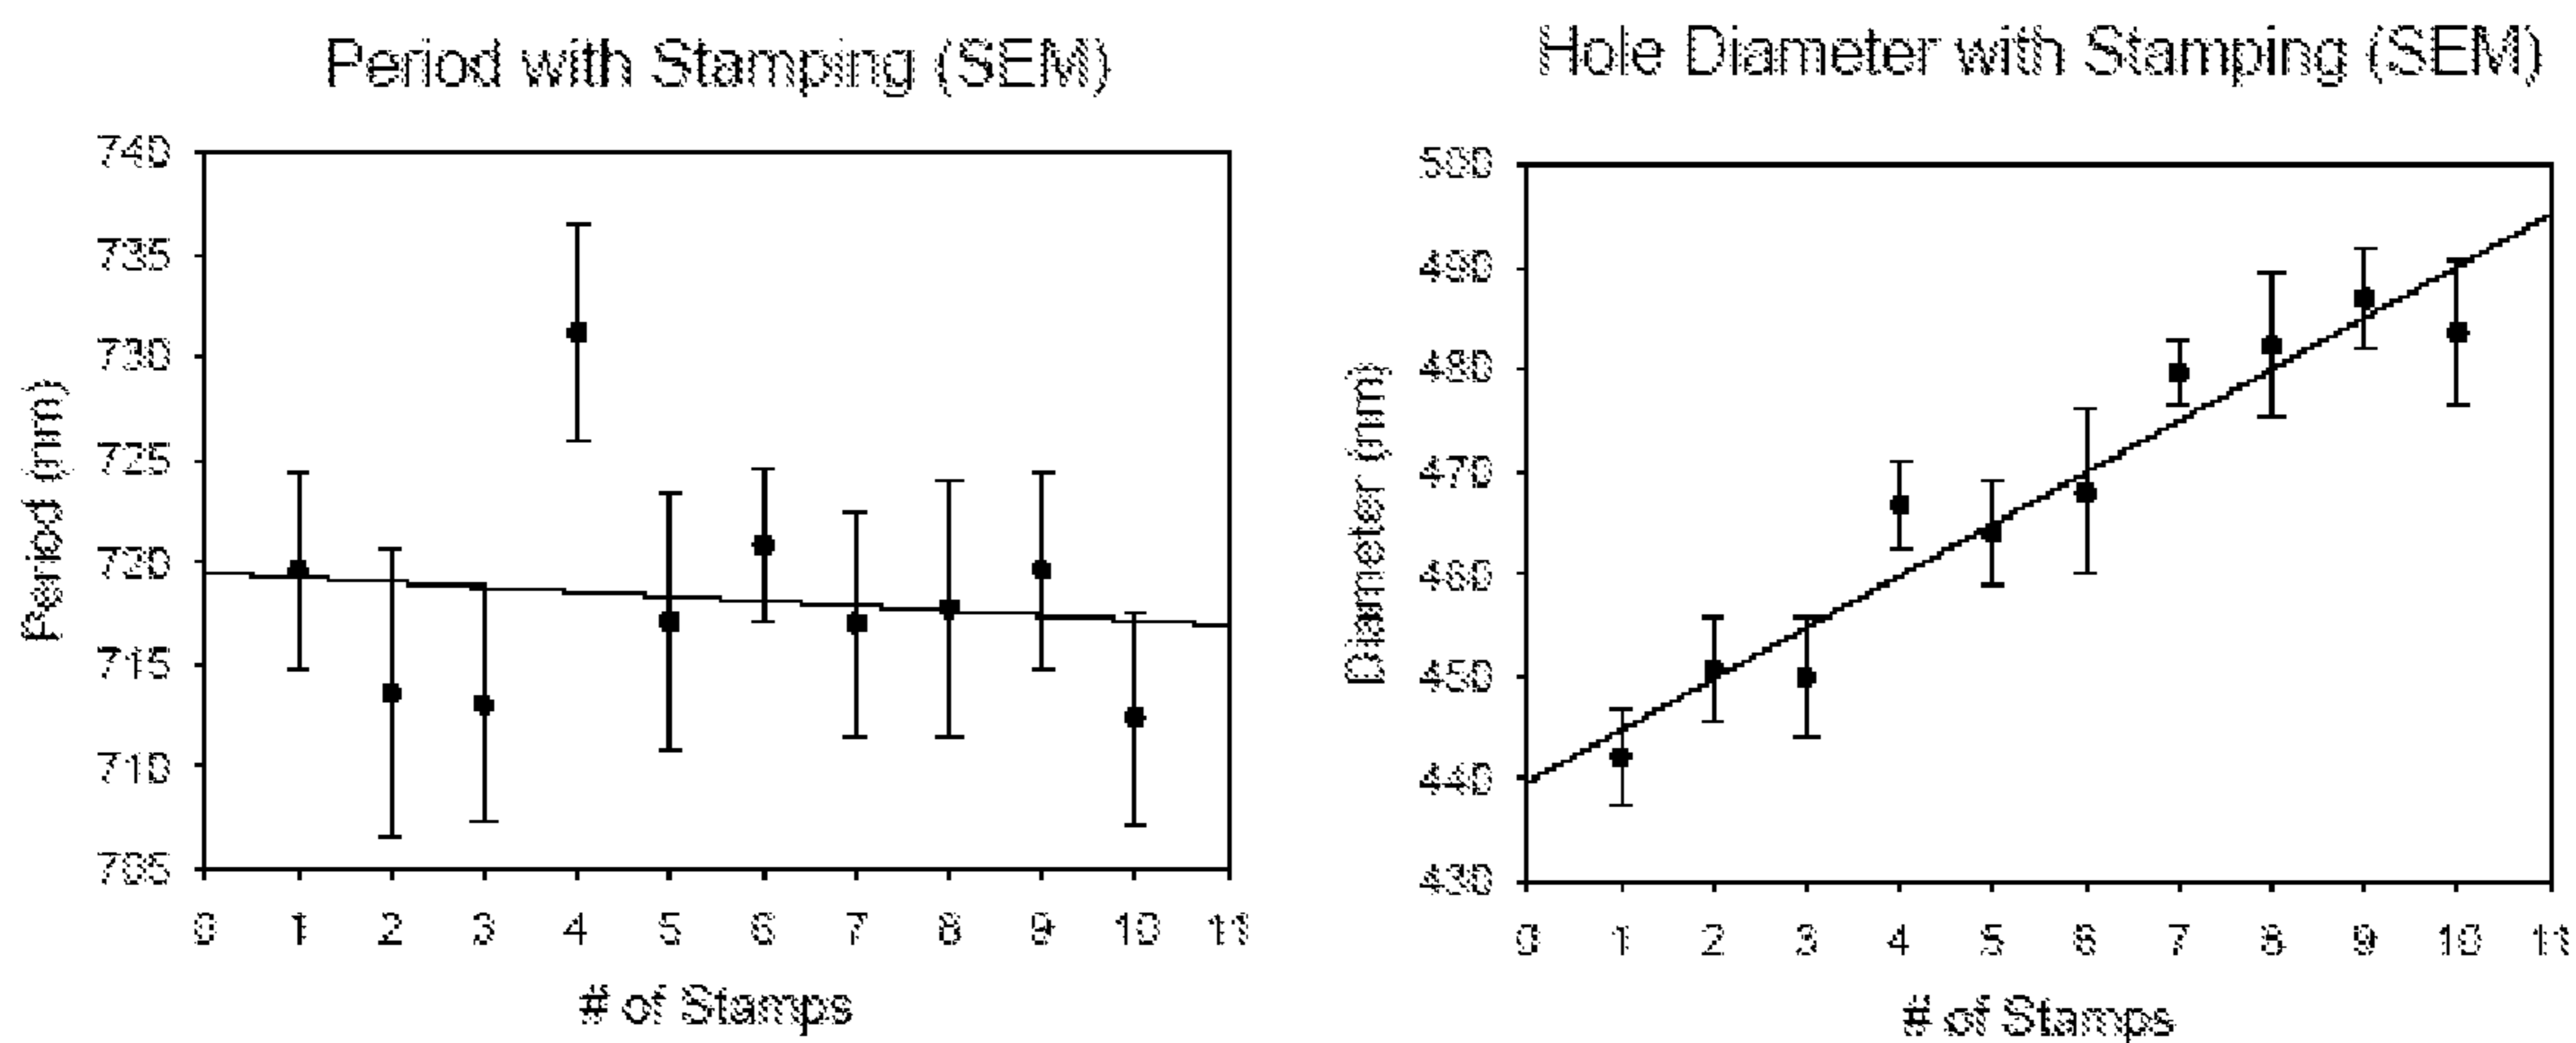 Period with Stamping (SEM)
740
735
730
725
720
715
710
705
Period (nm)
0 1 2 3 4 5 6 7 8 9 10 11
# of Stamps
Hole Diameter with Stamping (SEM)
500
490
480
470
460
450
440
430
Diameter (nm)
0 1 2 3 4 5 6 7 8 9 10 11
# of Stamps